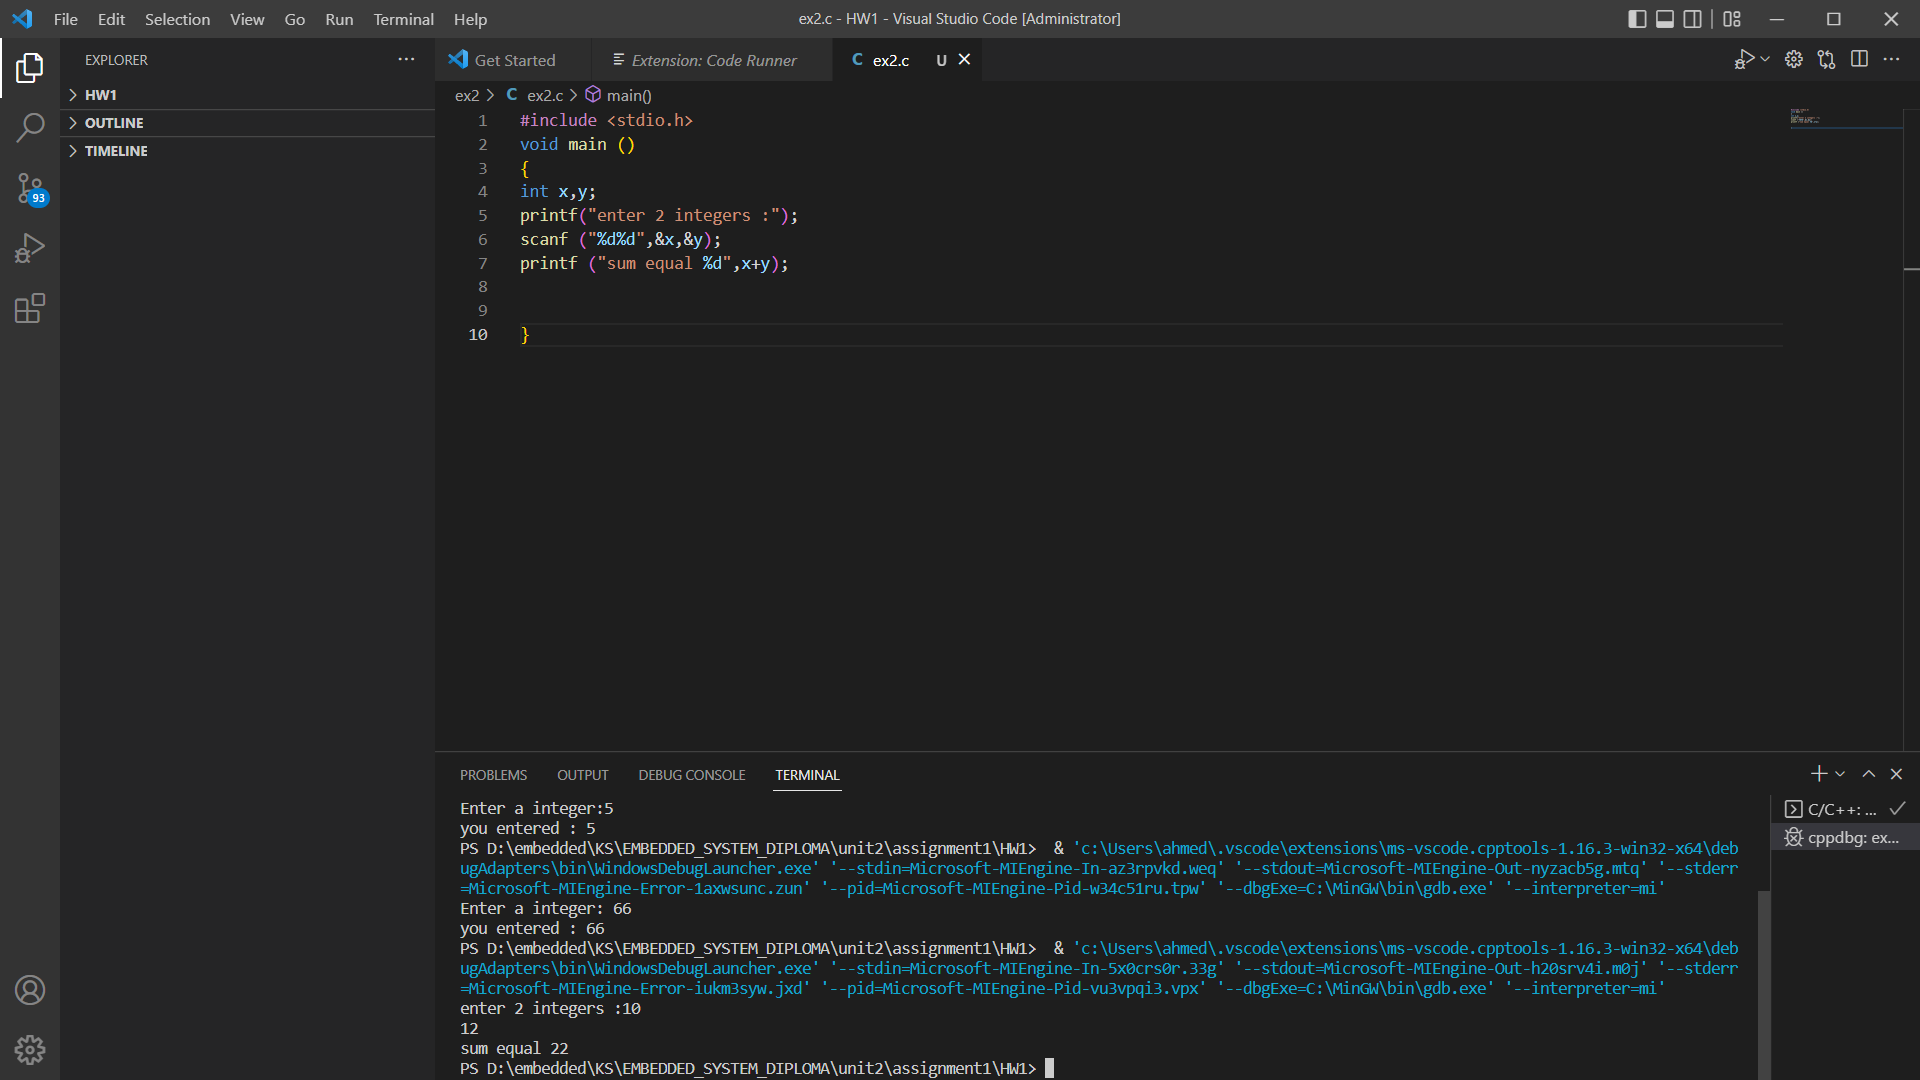 File Edit Selection View Go Run Terminal Help
ex2.c - HW1 - Visual Studio Code [Administrator]
EXPLORER
HW1
OUTLINE
TIMELINE
93
Get Started
Extension: Code Runner
C ex2.c U
ex2 > C ex2.c > main()
1 #include <stdio.h>
2 void main ()
3 {
4 int x,y;
5 printf("enter 2 integers :");
6 scanf ("%d%d",&x,&y);
7 printf ("sum equal %d",x+y);
8
9
10 }
PROBLEMS OUTPUT DEBUG CONSOLE TERMINAL
Enter a integer:5
you entered : 5
PS D:\embedded\KS\EMBEDDED_SYSTEM_DIPLOMA\unit2\assignment1\HW1>  & 'c:\Users\ahmed\.vscode\extensions\ms-vscode.cpptools-1.16.3-win32-x64\deb
ugAdapters\bin\WindowsDebugLauncher.exe' '--stdin=Microsoft-MIEngine-In-az3rpvkd.weq' '--stdout=Microsoft-MIEngine-Out-nyzacb5g.mtq' '--stderr
=Microsoft-MIEngine-Error-1axwsunc.zun' '--pid=Microsoft-MIEngine-Pid-w34c51ru.tpw' '--dbgExe=C:\MinGW\bin\gdb.exe' '--interpreter=mi'
Enter a integer: 66
you entered : 66
PS D:\embedded\KS\EMBEDDED_SYSTEM_DIPLOMA\unit2\assignment1\HW1>  & 'c:\Users\ahmed\.vscode\extensions\ms-vscode.cpptools-1.16.3-win32-x64\deb
ugAdapters\bin\WindowsDebugLauncher.exe' '--stdin=Microsoft-MIEngine-In-5x0crs0r.33g' '--stdout=Microsoft-MIEngine-Out-h20srv4i.m0j' '--stderr
=Microsoft-MIEngine-Error-iukm3syw.jxd' '--pid=Microsoft-MIEngine-Pid-vu3vpqi3.vpx' '--dbgExe=C:\MinGW\bin\gdb.exe' '--interpreter=mi'
enter 2 integers :10
12
sum equal 22
PS D:\embedded\KS\EMBEDDED_SYSTEM_DIPLOMA\unit2\assignment1\HW1>
C/C++: ...
cppdbg: ex...